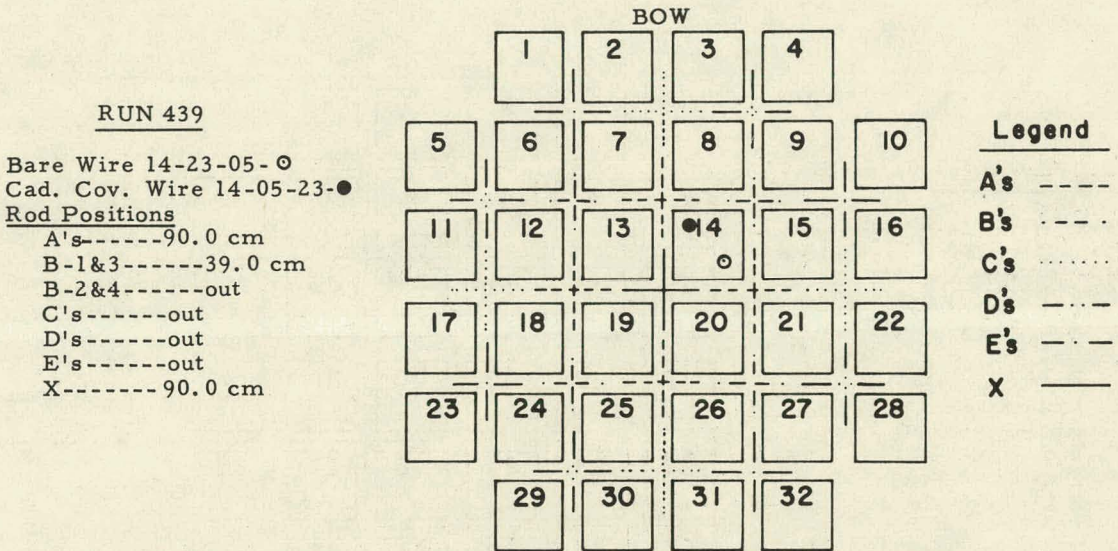 BOW
RUN 439
Bare Wire 14-23-05-⊙
Cad. Cov. Wire 14-05-23-●
Rod Positions
A's------90.0 cm
B-1&3------39.0 cm
B-2&4------out
C's------out
D's------out
E's------out
X------90.0 cm
1 2 3 4
5 6 7 8 9 10
11 12 13 14 15 16
17 18 19 20 21 22
23 24 25 26 27 28
29 30 31 32
Legend
A's
B's
C's
D's
E's
X